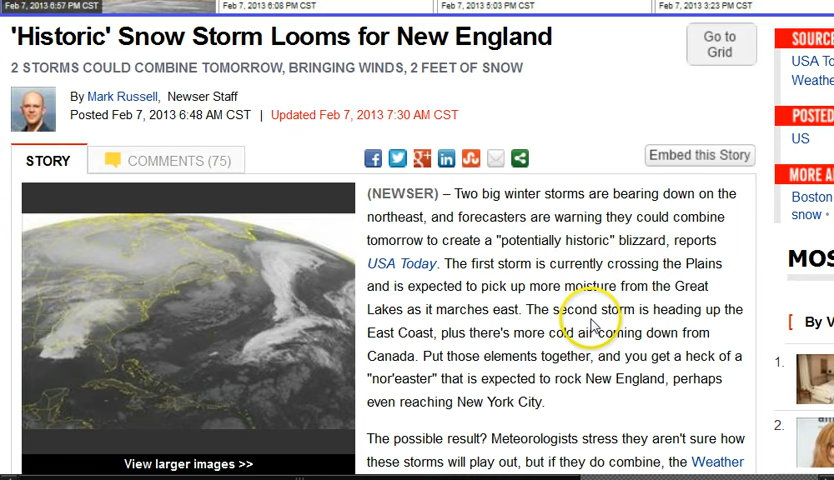 Feb 7, 2013 6:57 PM CST
Feb 7, 2013 6:08 PM CST
Feb 7, 2013 5:03 PM CST
Feb 7, 2013 3:23 PM CST
'Historic' Snow Storm Looms for New England
2 STORMS COULD COMBINE TOMORROW, BRINGING WINDS, 2 FEET OF SNOW
Go to
Grid
By Mark Russell, Newser Staff
Posted Feb 7, 2013 6:48 AM CST | Updated Feb 7, 2013 7:30 AM CST
STORY
COMMENTS (75)
Embed this Story
(NEWSER) – Two big winter storms are bearing down on the
northeast, and forecasters are warning they could combine
tomorrow to create a "potentially historic" blizzard, reports
USA Today. The first storm is currently crossing the Plains
and is expected to pick up more moisture from the Great
Lakes as it marches east. The second storm is heading up the
East Coast, plus there's more cold air coming down from
Canada. Put those elements together, and you get a heck of a
"nor'easter" that is expected to rock New England, perhaps
even reaching New York City.
The possible result? Meteorologists stress they aren't sure how
these storms will play out, but if they do combine, the Weather
View larger images >>
SOURCE
USA To
Weathe
POSTED
US
MORE A
Boston
snow •
MOS
[ By V
1.
2.